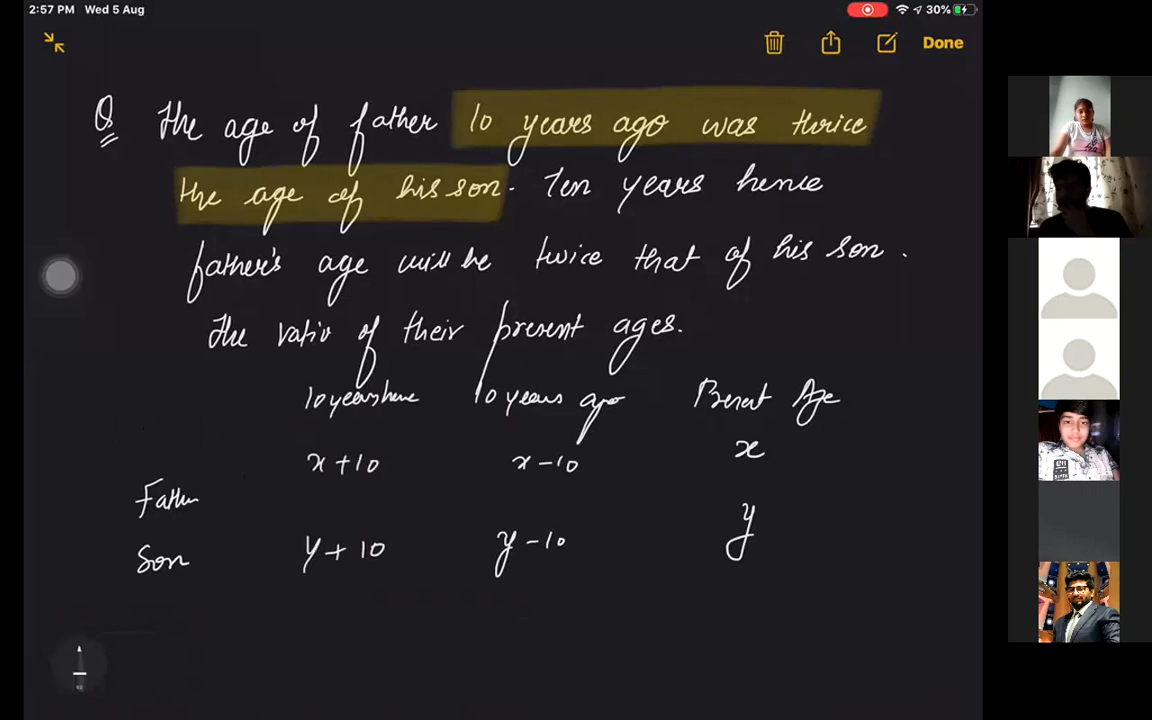 2:57 PM Wed 5 Aug
30%
Done
Q The age of father 10 years ago was thrice
the age of his son. Ten years hence
father's age will be twice that of his son.
The ratio of their present ages.
10 years hence 10 years ago Present Age
x + 10 x - 10 x
Father
Son y + 10 y - 10 y